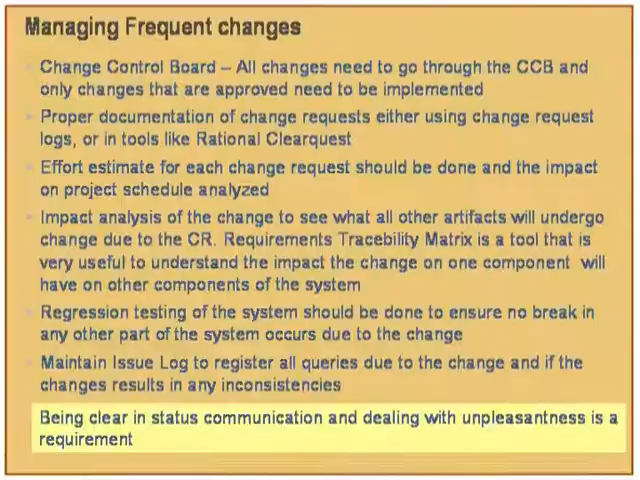 Managing Frequent changes
Change Control Board – All changes need to go through the CCB and
only changes that are approved need to be implemented
Proper documentation of change requests either using change request
logs, or in tools like Rational Clearquest
Effort estimate for each change request should be done and the impact
on project schedule analyzed
Impact analysis of the change to see what all other artifacts will undergo
change due to the CR. Requirements Tracebility Matrix is a tool that is
very useful to understand the impact the change on one component will
have on other components of the system
Regression testing of the system should be done to ensure no break in
any other part of the system occurs due to the change
Maintain Issue Log to register all queries due to the change and if the
changes results in any inconsistencies
Being clear in status communication and dealing with unpleasantness is a
requirement